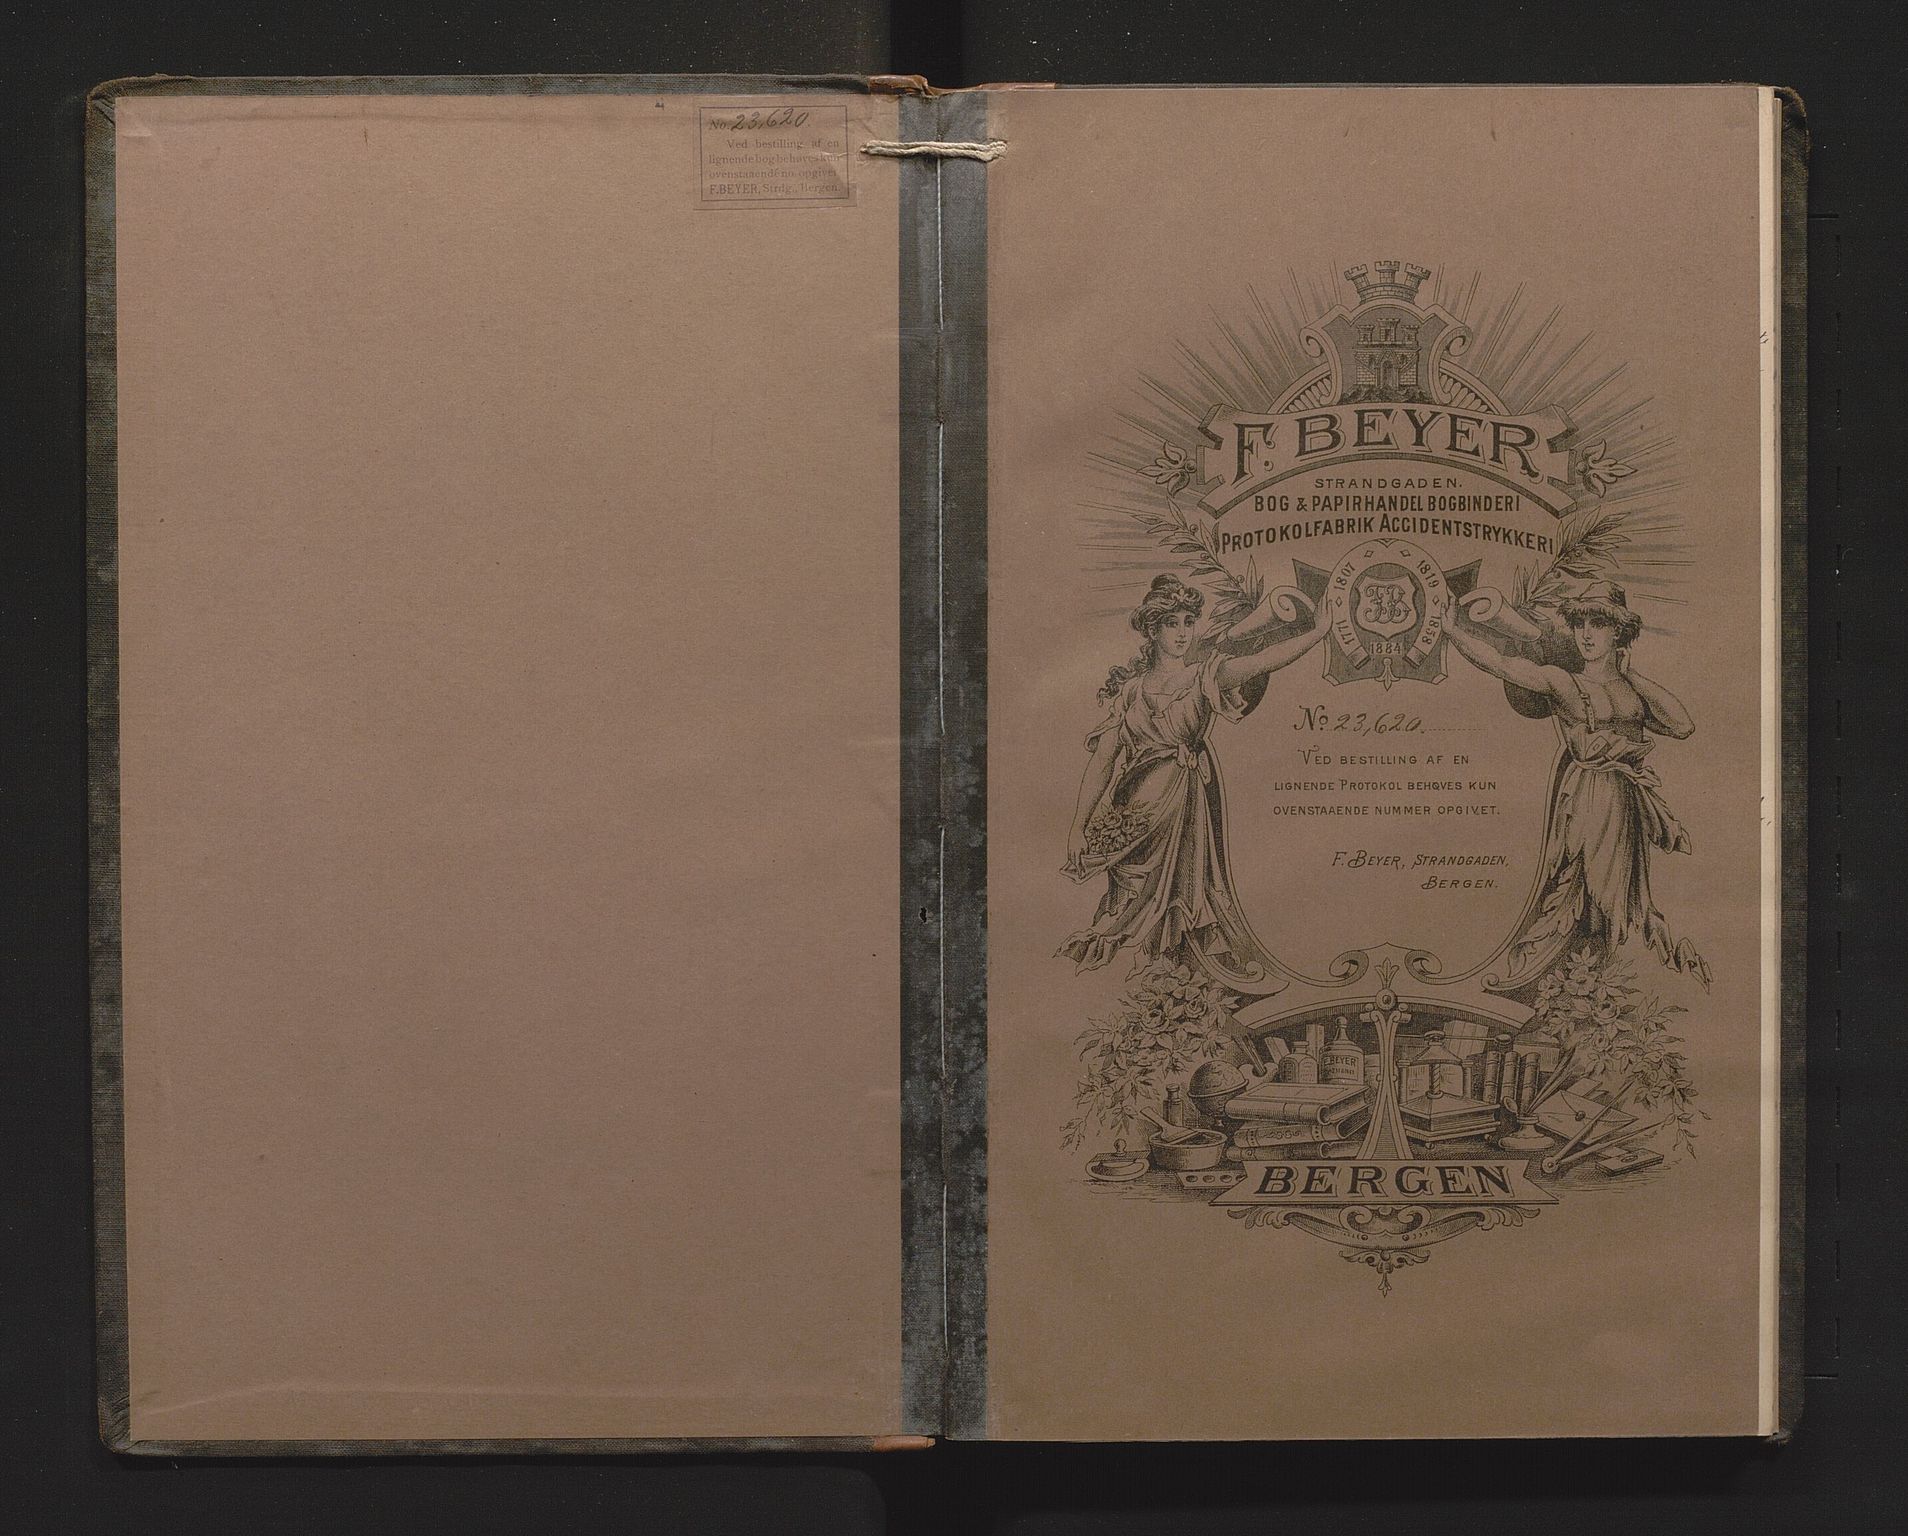 No. 23,620.
Ved bestilling af en
lignende bog behøves kun
ovenstaaende no. opgivet
F. BEYER, Strdg., Bergen.
F. BEYER
STRANDGADEN.
BOG & PAPIRHANDEL BOGBINDERI
PROTOKOLFABRIK ACCIDENTSTRYKKERI
1771 1807 1819 1858
FB
1884
No. 23,620.
VED BESTILLING AF EN
LIGNENDE PROTOKOL BEHØVES KUN
OVENSTAAENDE NUMMER OPGIVET.
F. BEYER, STRANDGADEN,
BERGEN.
F. BEYER
BERGEN